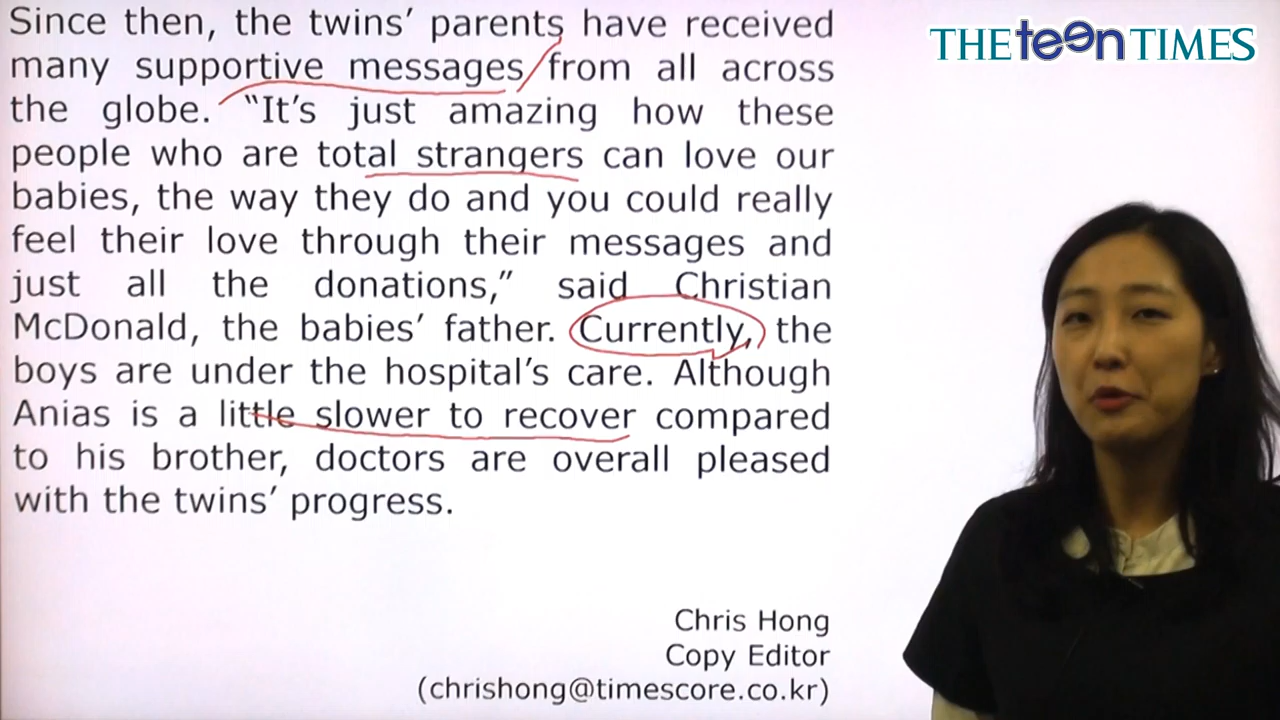 Since then, the twins’ parents have received
many supportive messages from all across
the globe. “It’s just amazing how these
people who are total strangers can love our
babies, the way they do and you could really
feel their love through their messages and
just all the donations,” said Christian
McDonald, the babies’ father. Currently, the
boys are under the hospital’s care. Although
Anias is a little slower to recover compared
to his brother, doctors are overall pleased
with the twins’ progress.
Chris Hong
Copy Editor
(chrishong@timescore.co.kr)
THE teen TIMES